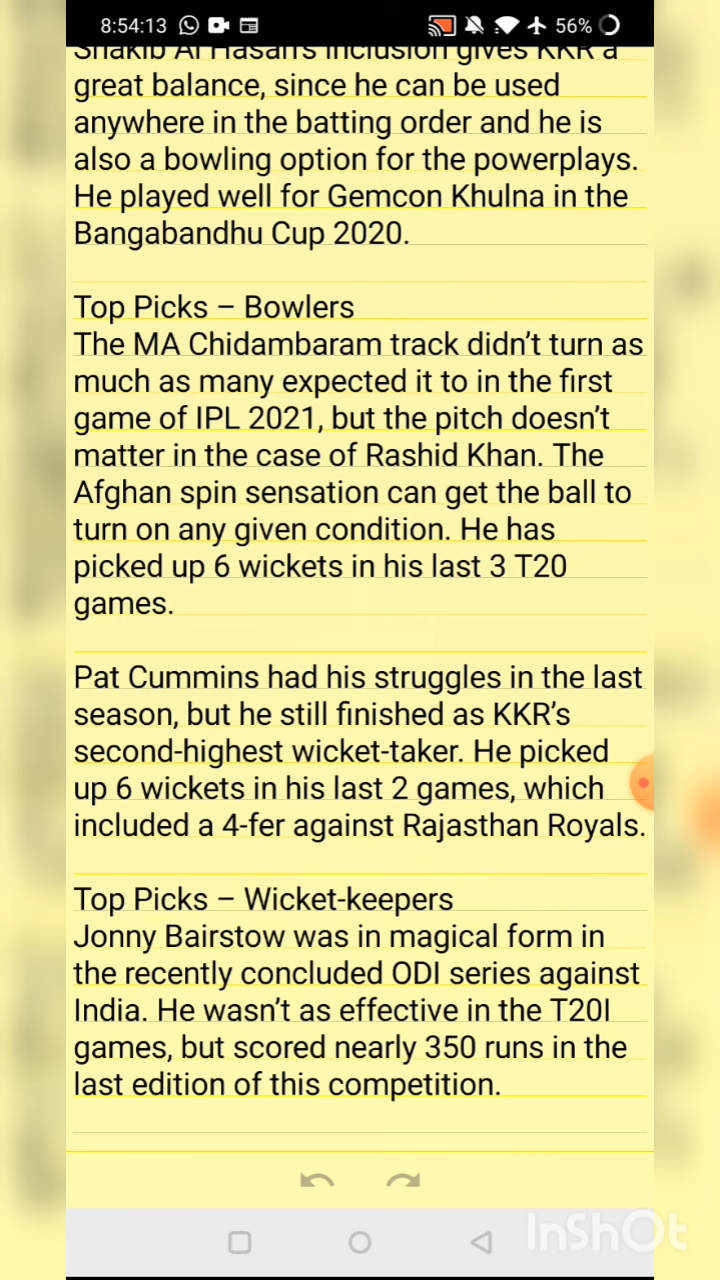 8:54:13
56%
Shakib Al Hasan's inclusion gives KKR a
great balance, since he can be used
anywhere in the batting order and he is
also a bowling option for the powerplays.
He played well for Gemcon Khulna in the
Bangabandhu Cup 2020.
Top Picks – Bowlers
The MA Chidambaram track didn't turn as
much as many expected it to in the first
game of IPL 2021, but the pitch doesn't
matter in the case of Rashid Khan. The
Afghan spin sensation can get the ball to
turn on any given condition. He has
picked up 6 wickets in his last 3 T20
games.
Pat Cummins had his struggles in the last
season, but he still finished as KKR's
second-highest wicket-taker. He picked
up 6 wickets in his last 2 games, which
included a 4-fer against Rajasthan Royals.
Top Picks – Wicket-keepers
Jonny Bairstow was in magical form in
the recently concluded ODI series against
India. He wasn't as effective in the T20I
games, but scored nearly 350 runs in the
last edition of this competition.
InShOt